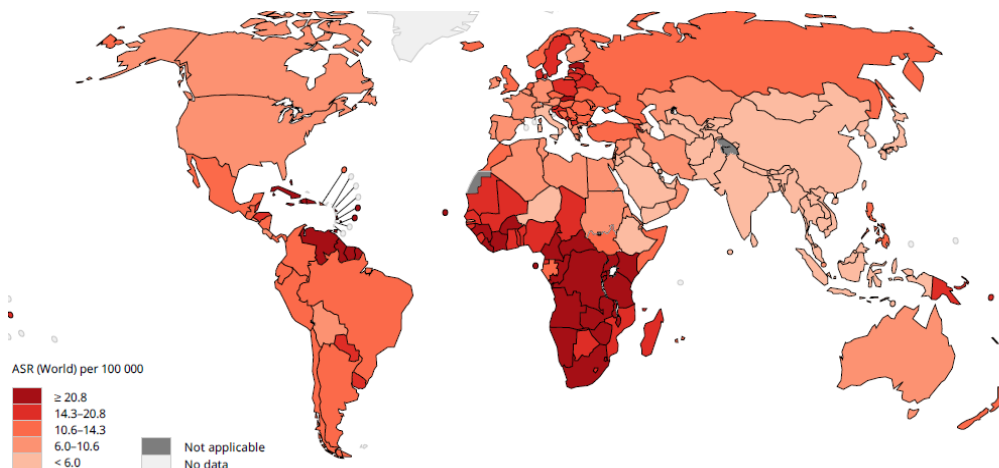 ASR (World) per 100 000
≥ 20.8
14.3–20.8
10.6–14.3
6.0–10.6
< 6.0
Not applicable
No data